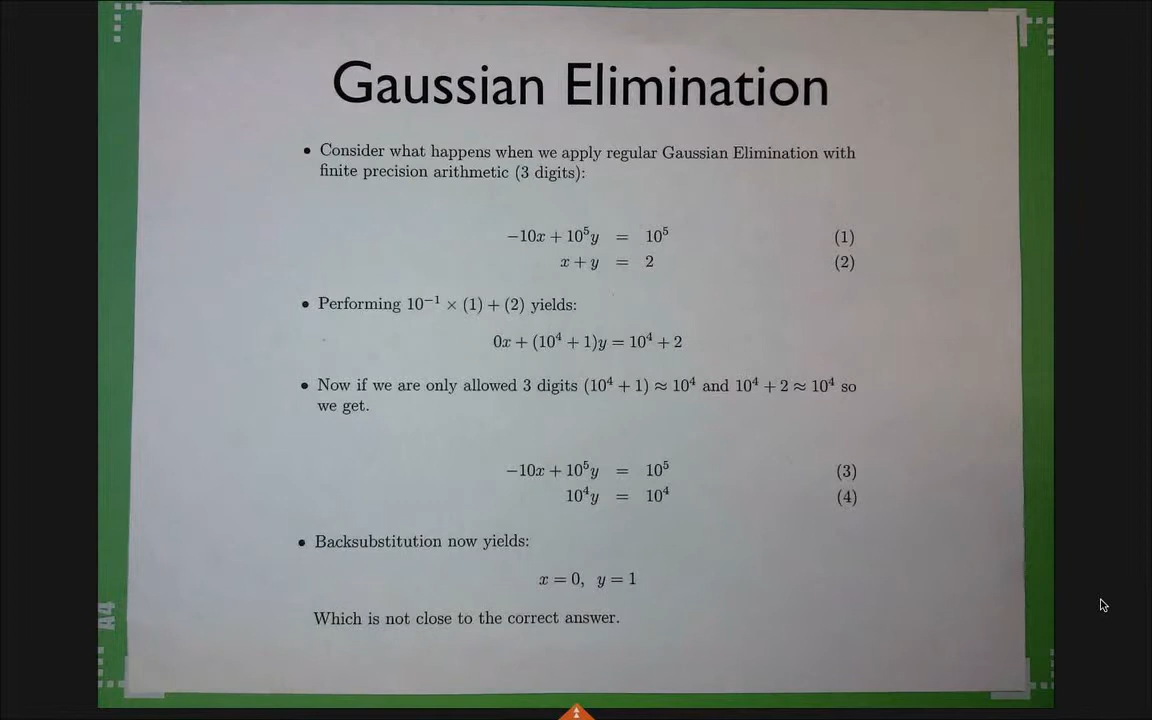 Gaussian Elimination
• Consider what happens when we apply regular Gaussian Elimination with
finite precision arithmetic (3 digits):
−10x + 10⁵y = 10⁵ (1)
x + y = 2 (2)
• Performing 10⁻¹ × (1) + (2) yields:
0x + (10⁴ + 1)y = 10⁴ + 2
• Now if we are only allowed 3 digits (10⁴ + 1) ≈ 10⁴ and 10⁴ + 2 ≈ 10⁴ so
we get.
−10x + 10⁵y = 10⁵ (3)
10⁴y = 10⁴ (4)
• Backsubstitution now yields:
x = 0, y = 1
Which is not close to the correct answer.
A4